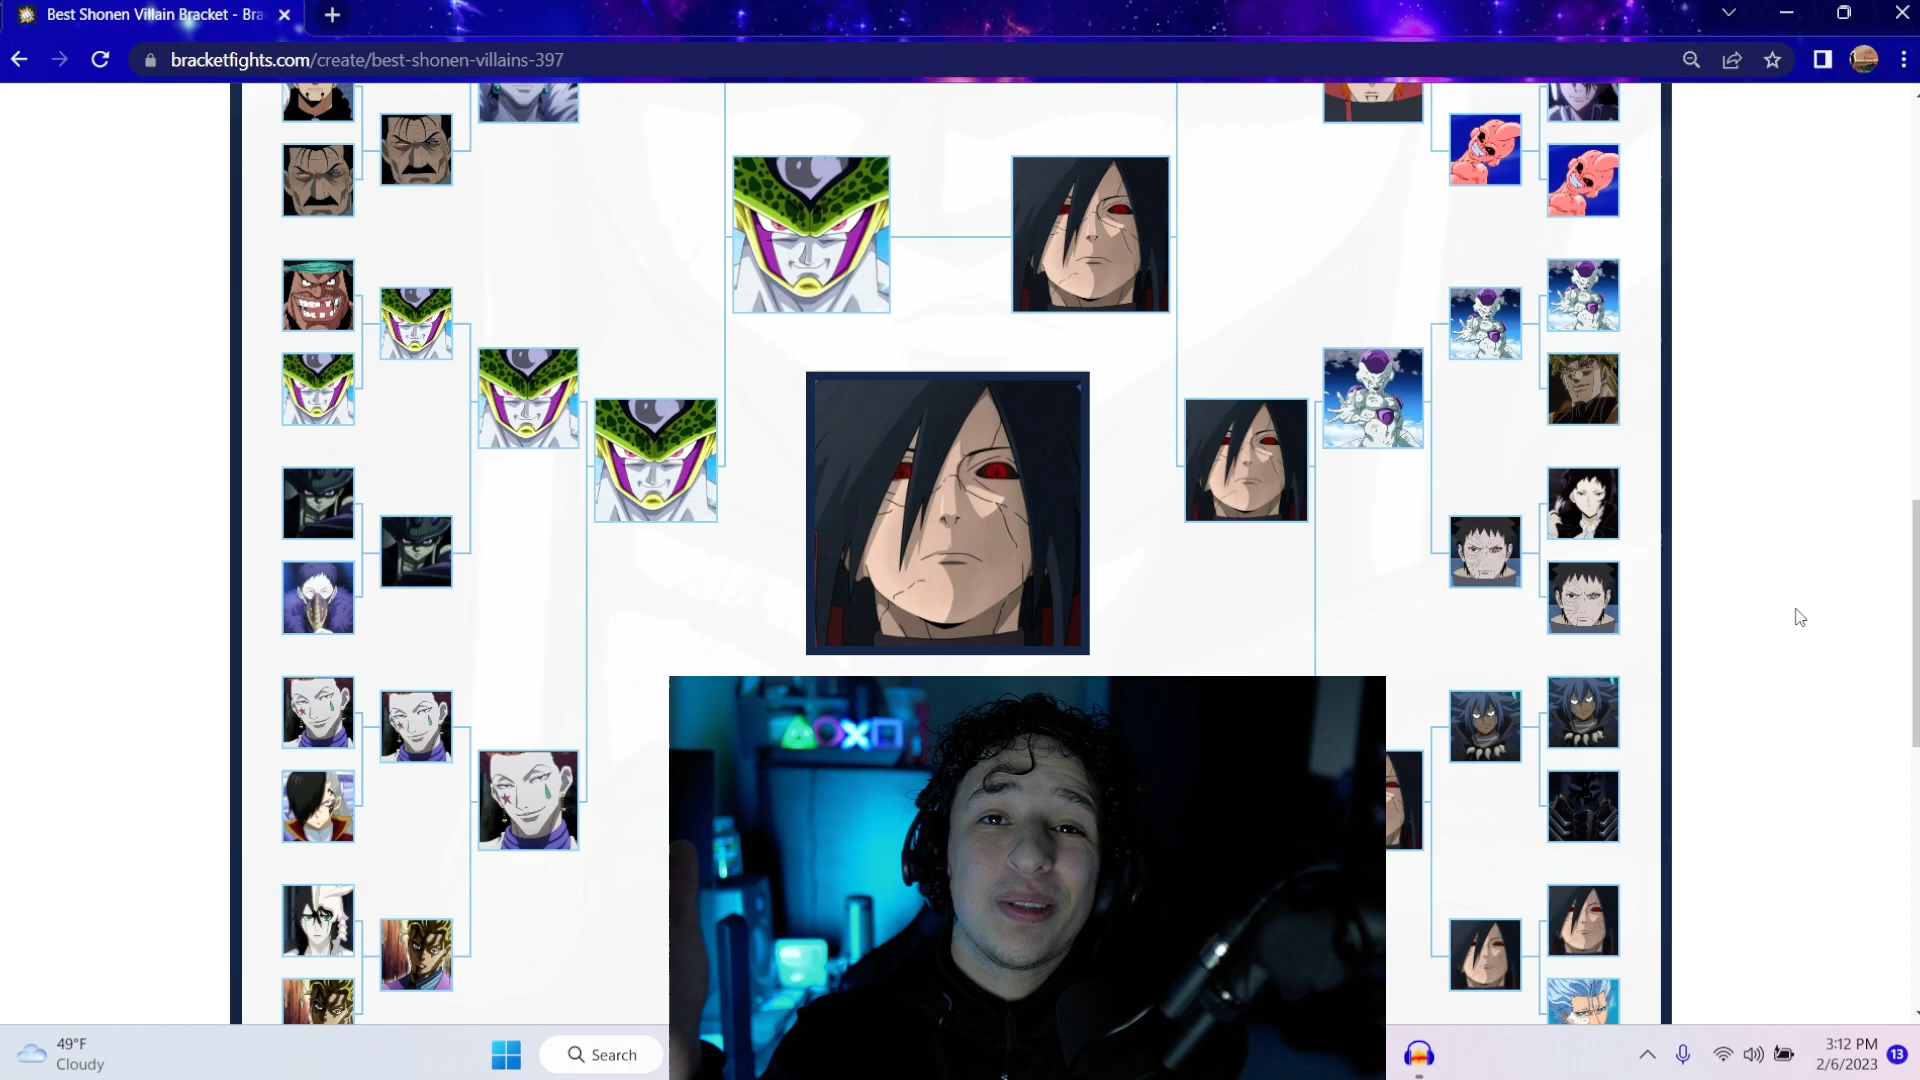 Best Shonen Villain Bracket - Bra
bracketfights.com/create/best-shonen-villains-397
49°F
Cloudy
Search
3:12 PM
2/6/2023
13